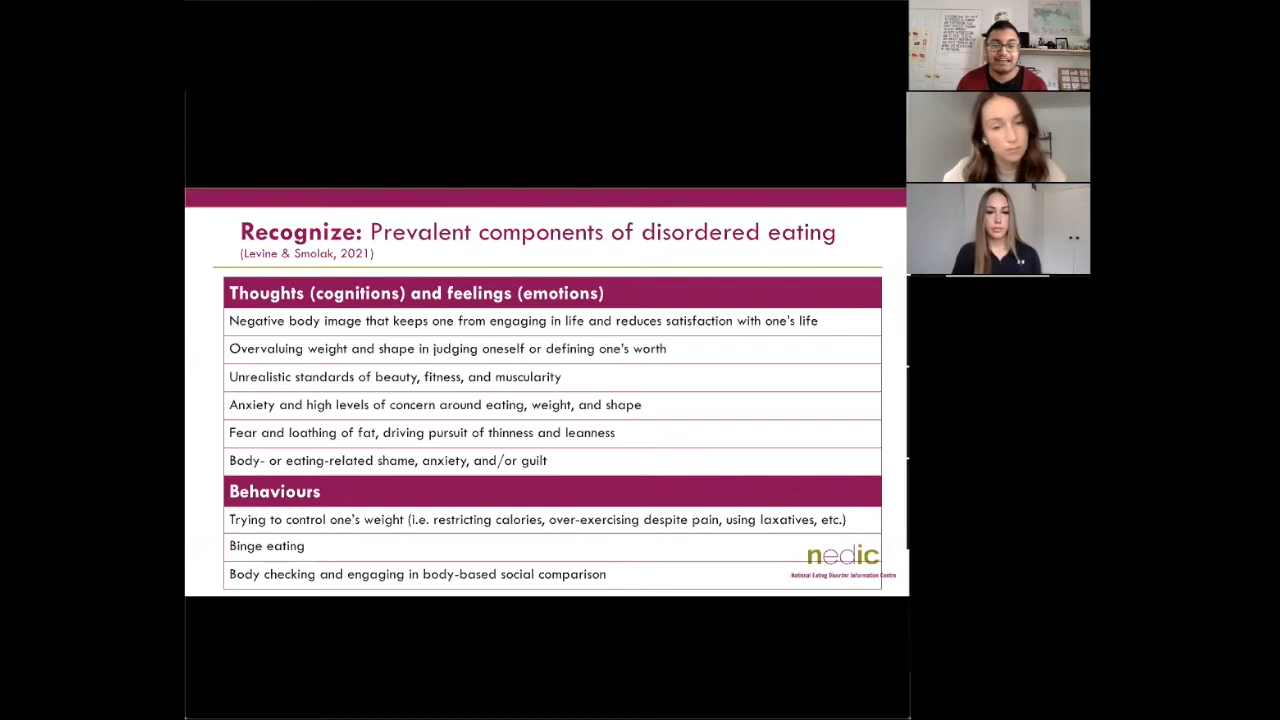 Recognize: Prevalent components of disordered eating
(Levine & Smolak, 2021)
Thoughts (cognitions) and feelings (emotions)
Negative body image that keeps one from engaging in life and reduces satisfaction with one's life
Overvaluing weight and shape in judging oneself or defining one's worth
Unrealistic standards of beauty, fitness, and muscularity
Anxiety and high levels of concern around eating, weight, and shape
Fear and loathing of fat, driving pursuit of thinness and leanness
Body- or eating-related shame, anxiety, and/or guilt
Behaviours
Trying to control one's weight (i.e. restricting calories, over-exercising despite pain, using laxatives, etc.)
Binge eating
Body checking and engaging in body-based social comparison
nedic
National Eating Disorder Information Centre